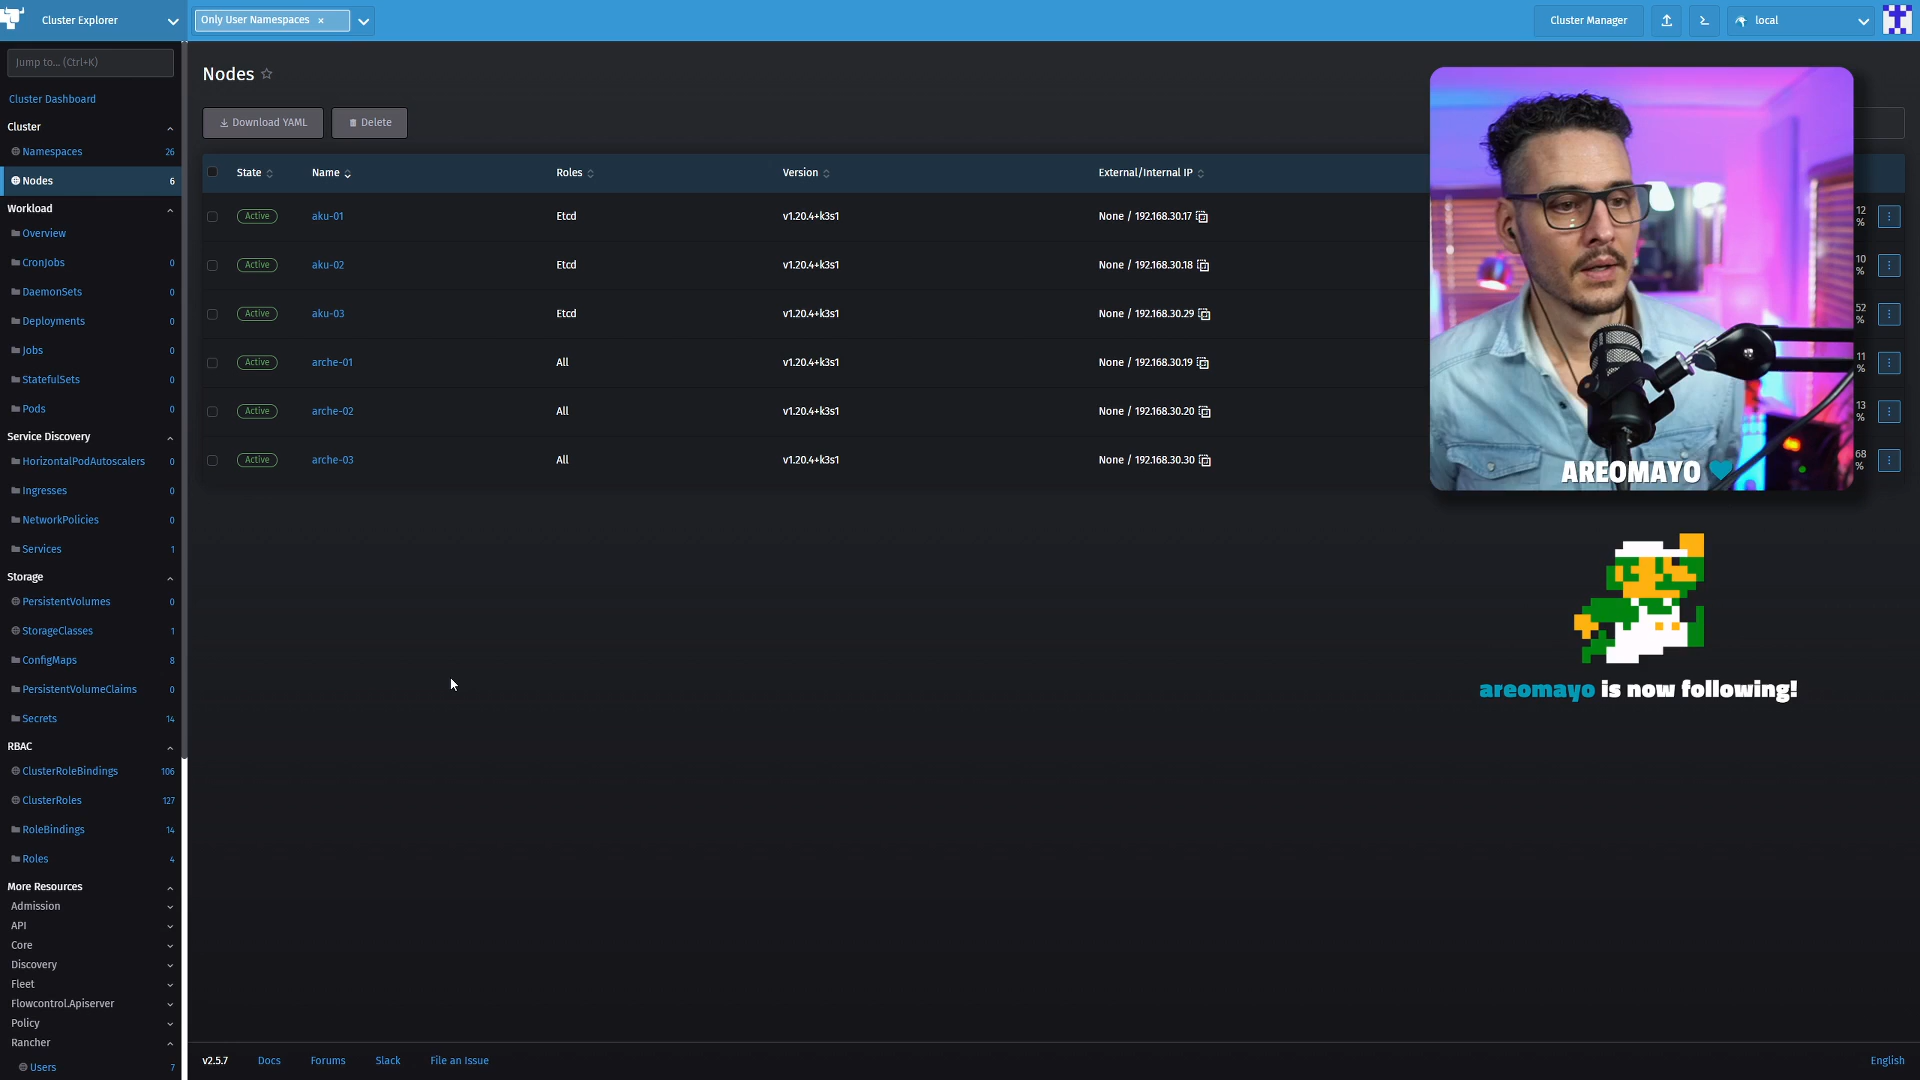 Cluster Explorer
Only User Namespaces ×
Cluster Manager
local
Jump to... (Ctrl+K)
Cluster Dashboard
Cluster
Namespaces 26
Nodes 6
Workload
Overview
CronJobs 0
DaemonSets 0
Deployments 0
Jobs 0
StatefulSets 0
Pods 0
Service Discovery
HorizontalPodAutoscalers 0
Ingresses 0
NetworkPolicies 0
Services 1
Storage
PersistentVolumes 0
StorageClasses 1
ConfigMaps 8
PersistentVolumeClaims 0
Secrets 14
RBAC
ClusterRoleBindings 106
ClusterRoles 127
RoleBindings 14
Roles 4
More Resources
Admission
API
Core
Discovery
Fleet
Flowcontrol.Apiserver
Policy
Rancher
Users 7
Nodes
Download YAML Delete
State Name Roles Version External/Internal IP
Active aku-01 Etcd v1.20.4+k3s1 None / 192.168.30.17 12 %
Active aku-02 Etcd v1.20.4+k3s1 None / 192.168.30.18 10 %
Active aku-03 Etcd v1.20.4+k3s1 None / 192.168.30.29 52 %
Active arche-01 All v1.20.4+k3s1 None / 192.168.30.19 11 %
Active arche-02 All v1.20.4+k3s1 None / 192.168.30.20 13 %
Active arche-03 All v1.20.4+k3s1 None / 192.168.30.30 68 %
AREOMAYO
areomayo is now following!
v2.5.7 Docs Forums Slack File an Issue
English